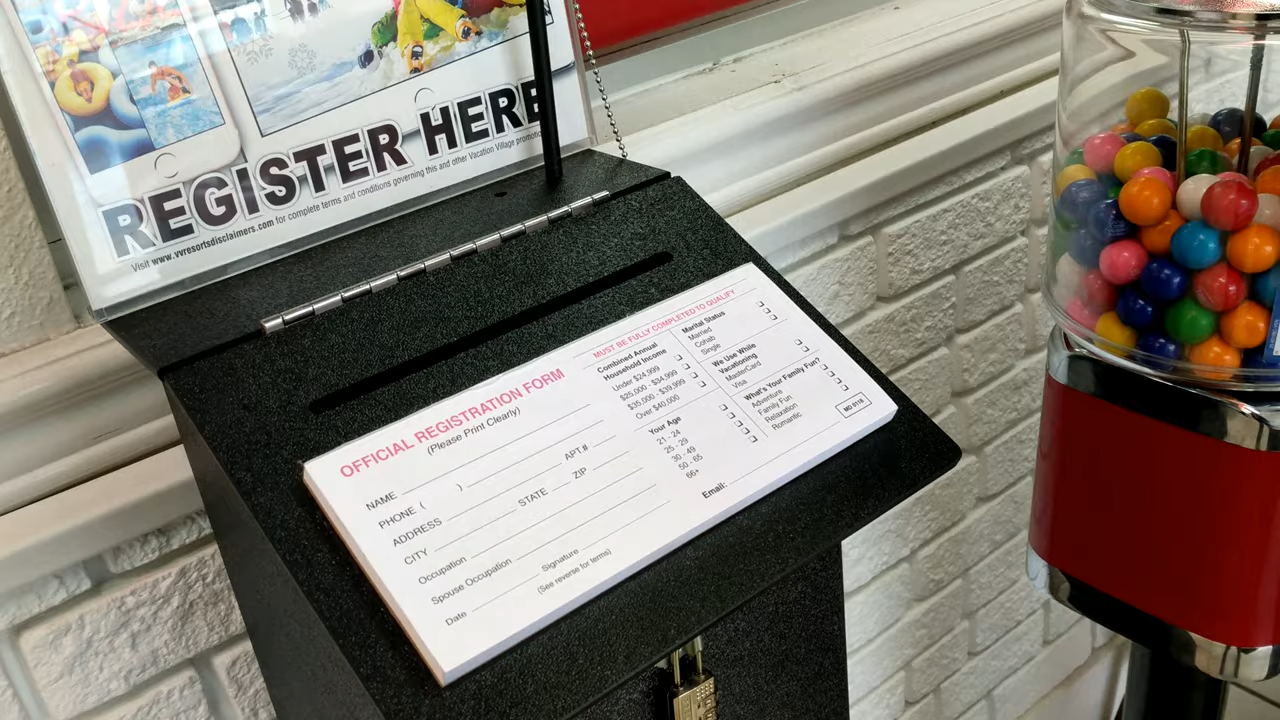 REGISTER HERE
Visit www.vvresortsdisclaimers.com for complete terms and conditions governing this and other Vacation Village
OFFICIAL REGISTRATION FORM
(Please Print Clearly)
NAME
PHONE ( )
APT.#
ADDRESS
CITY STATE ZIP
Occupation
Spouse Occupation
Date Signature
(See reverse for terms)
MUST BE FULLY COMPLETED TO QUALIFY
Combined Annual
Household Income
Under $24,999
$25,000 - $34,999
$35,000 - $39,999
Over $40,000
Your Age
21 - 24
25 - 29
30 - 49
50 - 65
66+
Email:
Marital Status
Married
Cohab
Single
We Use While
Vacationing
MasterCard
Visa
What's Your Family Fun?
Adventure
Family Fun
Relaxation
Romantic
MD 0118